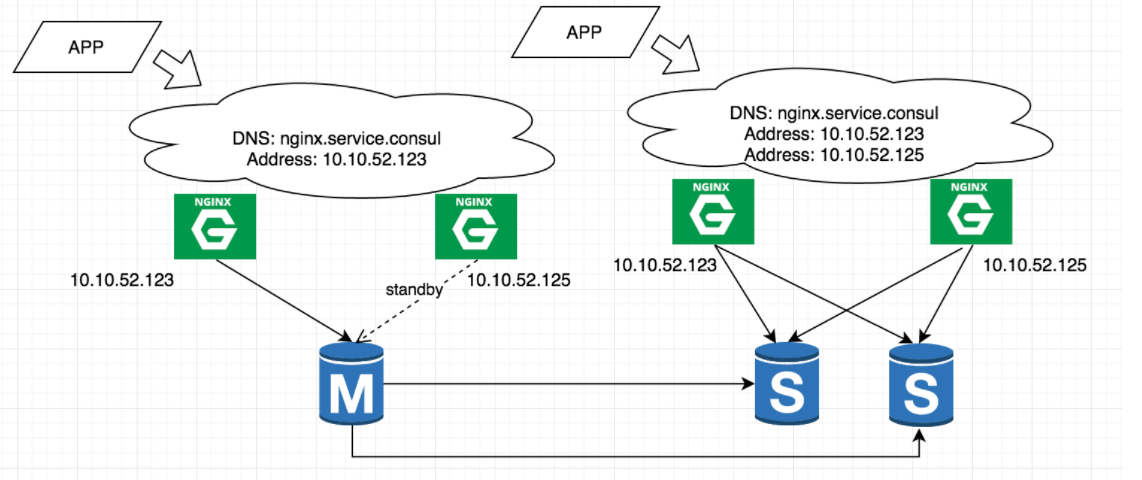 APP
DNS: nginx.service.consul
Address: 10.10.52.123
NGINX
G
NGINX
G
10.10.52.123
standby
10.10.52.125
M
APP
DNS: nginx.service.consul
Address: 10.10.52.123
Address: 10.10.52.125
NGINX
G
NGINX
G
10.10.52.123
10.10.52.125
S
S